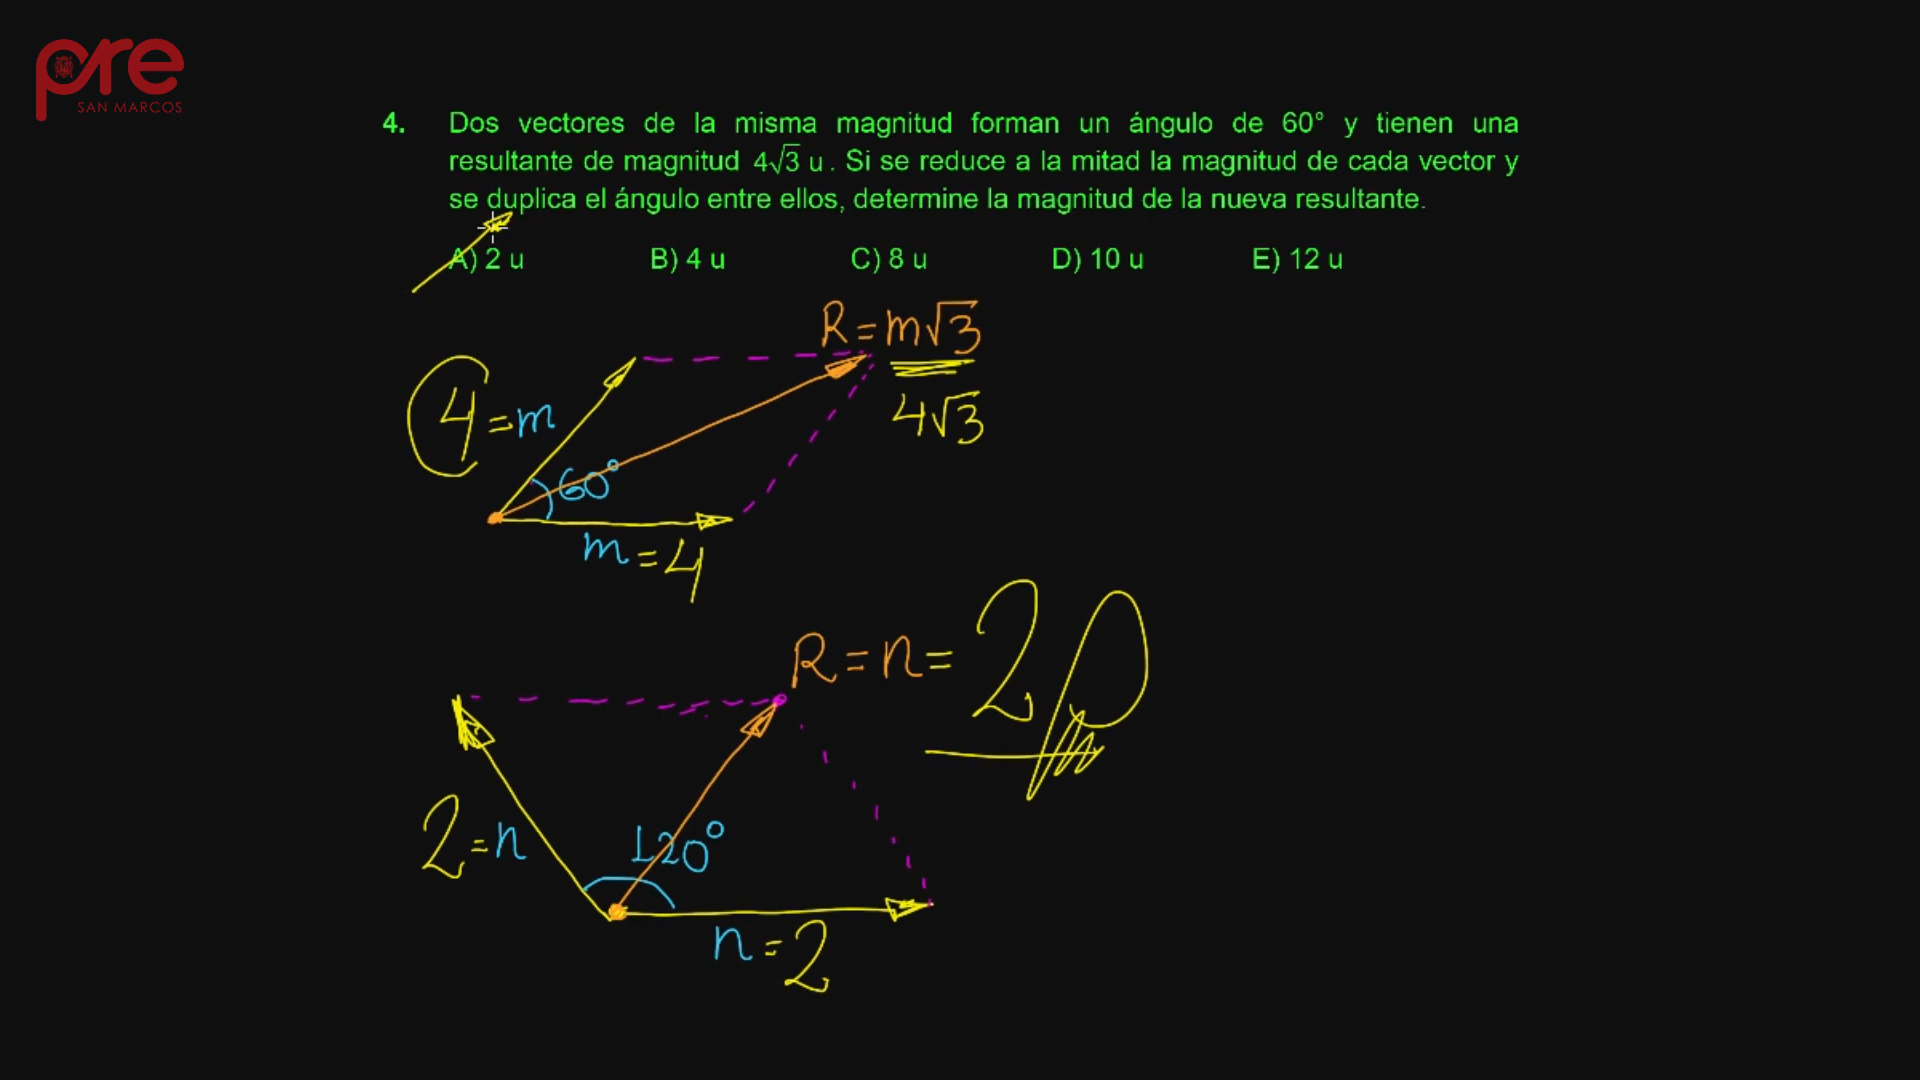 pre
SAN MARCOS
4. Dos vectores de la misma magnitud forman un ángulo de 60° y tienen una
resultante de magnitud 4√3 u. Si se reduce a la mitad la magnitud de cada vector y
se duplica el ángulo entre ellos, determine la magnitud de la nueva resultante.
A) 2 u B) 4 u C) 8 u D) 10 u E) 12 u
R = m√3
4√3
4 = m
60°
m = 4
R = n = 2
2 = n
120°
n = 2